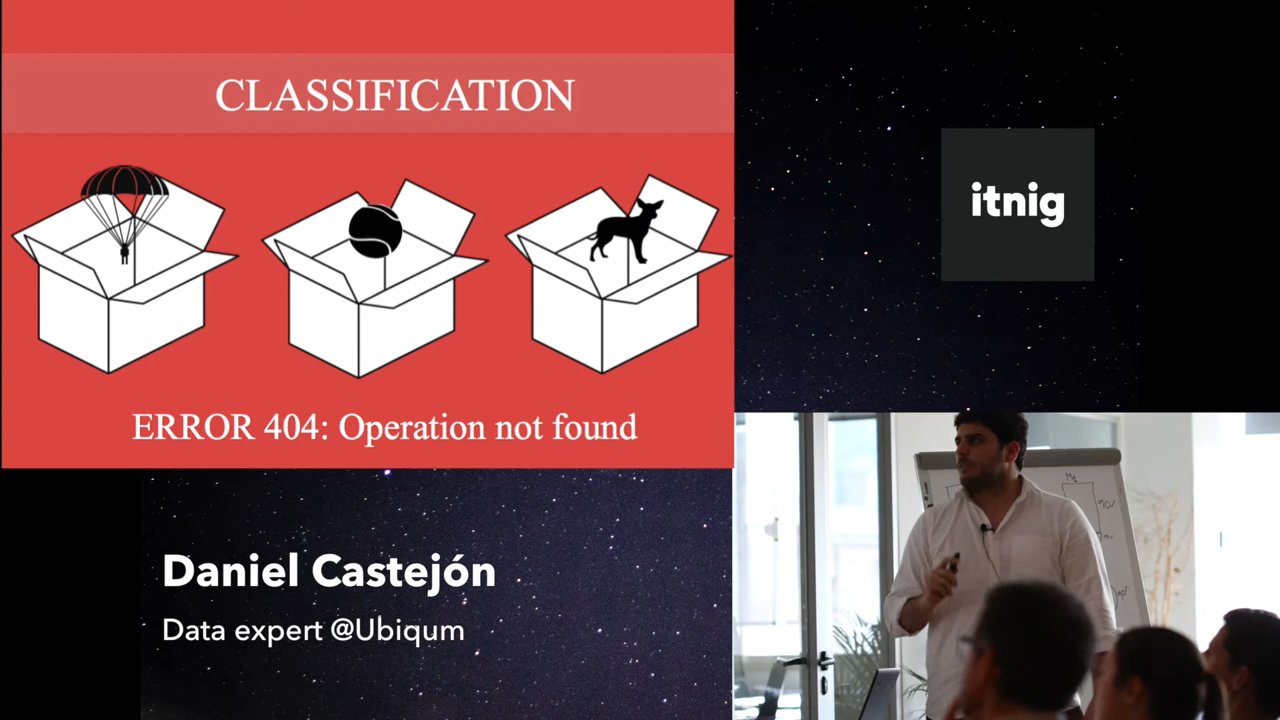 CLASSIFICATION
ERROR 404: Operation not found
itnig
Daniel Castejón
Data expert @Ubiqum